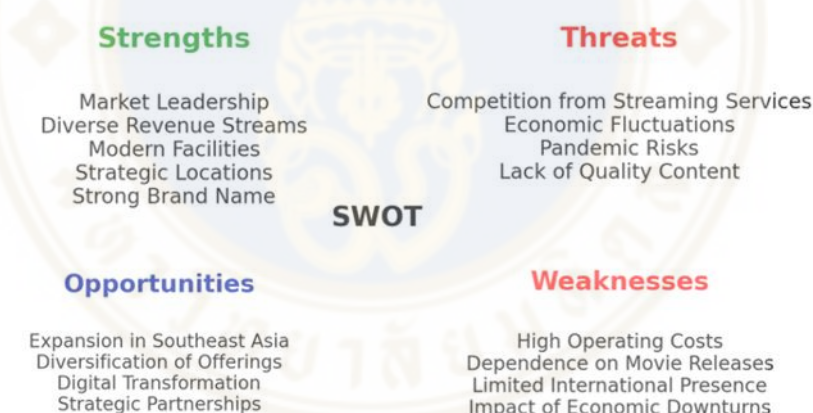 Strengths
Market Leadership
Diverse Revenue Streams
Modern Facilities
Strategic Locations
Strong Brand Name
Threats
Competition from Streaming Services
Economic Fluctuations
Pandemic Risks
Lack of Quality Content
SWOT
Opportunities
Expansion in Southeast Asia
Diversification of Offerings
Digital Transformation
Strategic Partnerships
Weaknesses
High Operating Costs
Dependence on Movie Releases
Limited International Presence
Impact of Economic Downturns